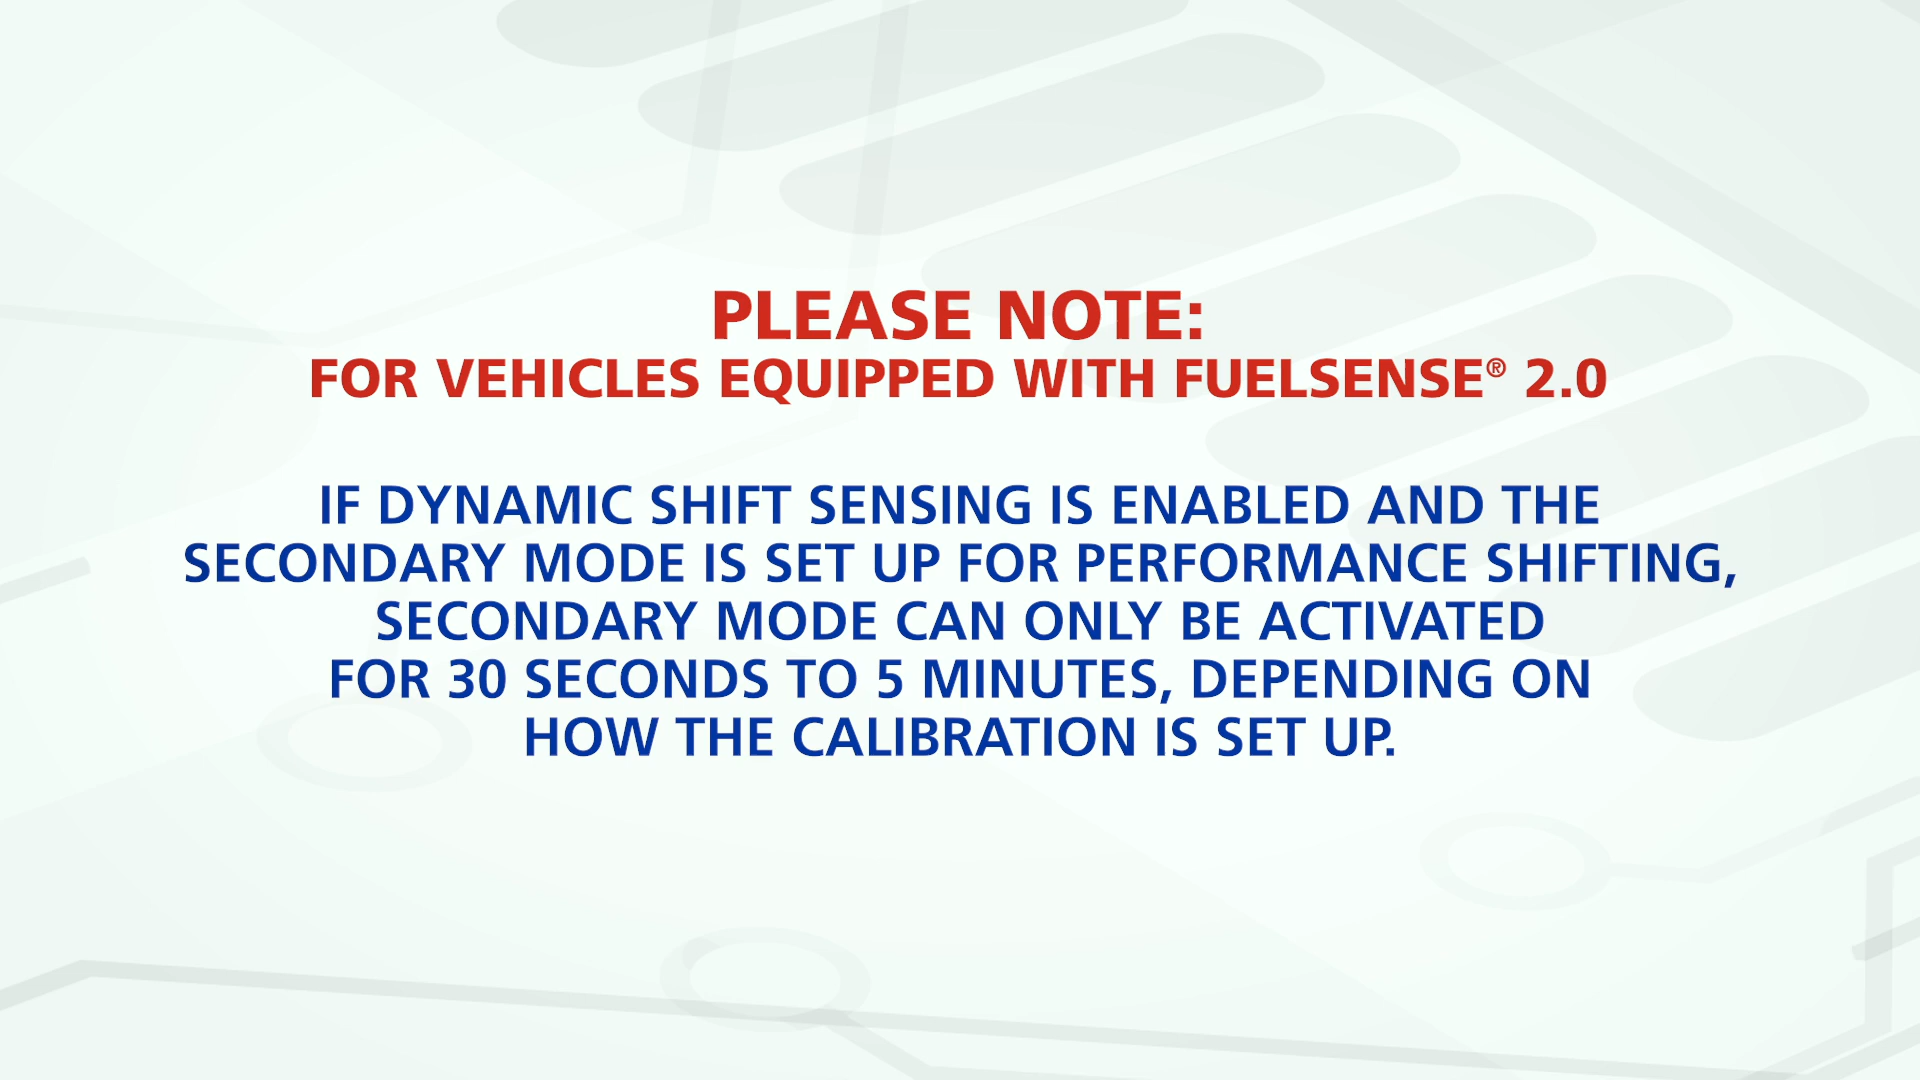 PLEASE NOTE:
FOR VEHICLES EQUIPPED WITH FUELSENSE® 2.0
IF DYNAMIC SHIFT SENSING IS ENABLED AND THE
SECONDARY MODE IS SET UP FOR PERFORMANCE SHIFTING,
SECONDARY MODE CAN ONLY BE ACTIVATED
FOR 30 SECONDS TO 5 MINUTES, DEPENDING ON
HOW THE CALIBRATION IS SET UP.